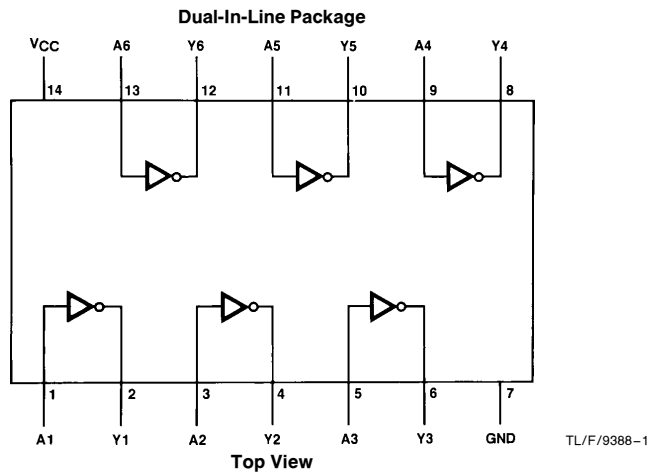 Dual-In-Line Package
VCC A6 Y6 A5 Y5 A4 Y4
14 13 12 11 10 9 8
1 2 3 4 5 6 7
A1 Y1 A2 Y2 A3 Y3 GND
TL/F/9388–1
Top View